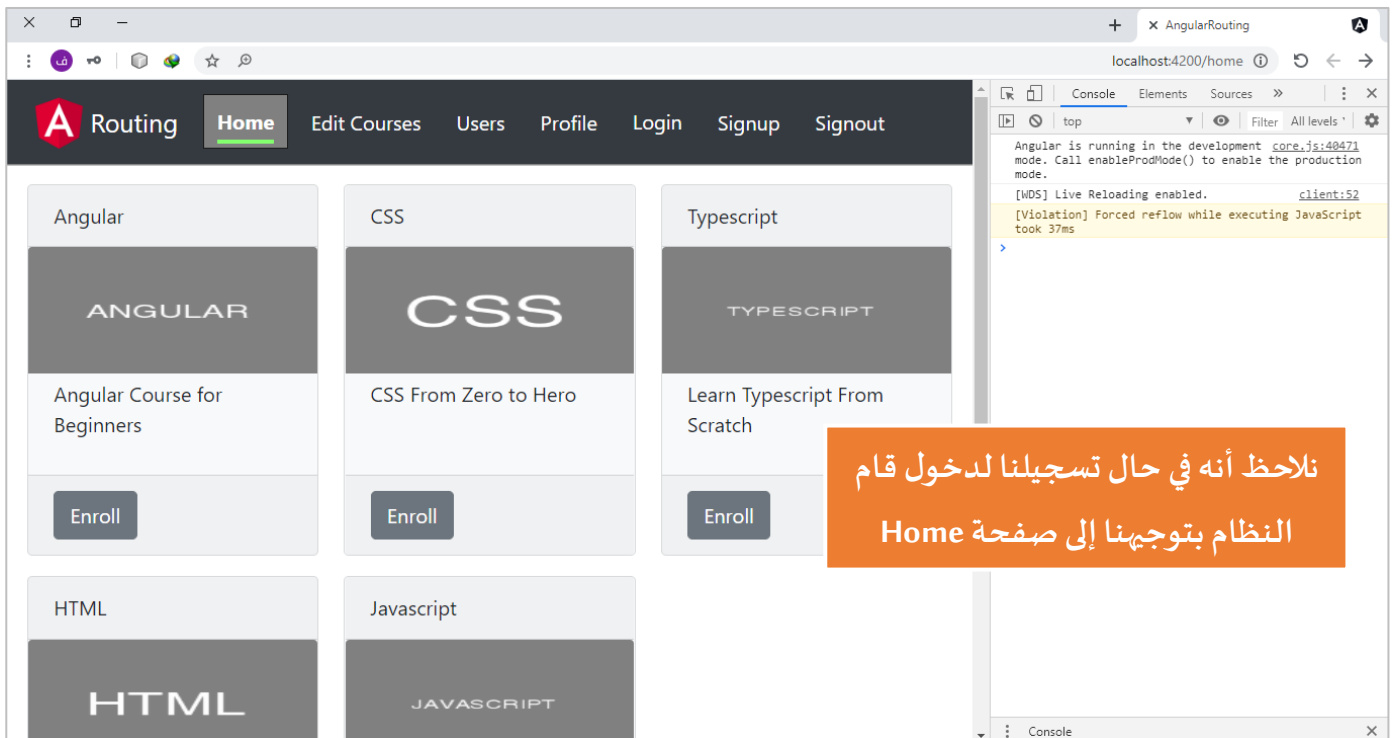 AngularRouting
localhost:4200/home
ف
Routing Home Edit Courses Users Profile Login Signup Signout
Angular
ANGULAR
Angular Course for
Beginners
Enroll
CSS
CSS
CSS From Zero to Hero
Enroll
Typescript
TYPESCRIPT
Learn Typescript From
Scratch
Enroll
HTML
HTML
Javascript
JAVASCRIPT
Console Elements Sources
top Filter All levels
Angular is running in the development core.js:40471
mode. Call enableProdMode() to enable the production
mode.
[WDS] Live Reloading enabled. client:52
[Violation] Forced reflow while executing JavaScript
took 37ms
نلاحظ أنه في حال تسجيلنا لدخول قام
النظام بتوجيهنا إلى صفحة Home
Console